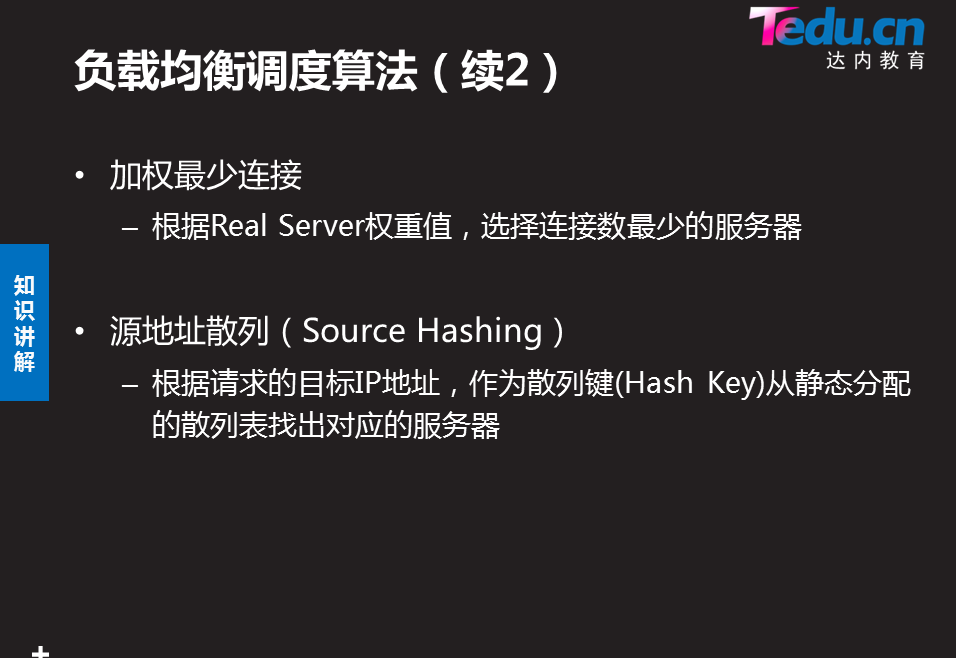 Tedu.cn
达内教育
负载均衡调度算法（续2）
• 加权最少连接
– 根据Real Server权重值，选择连接数最少的服务器
知识讲解
• 源地址散列（Source Hashing）
– 根据请求的目标IP地址，作为散列键(Hash Key)从静态分配
的散列表找出对应的服务器
+